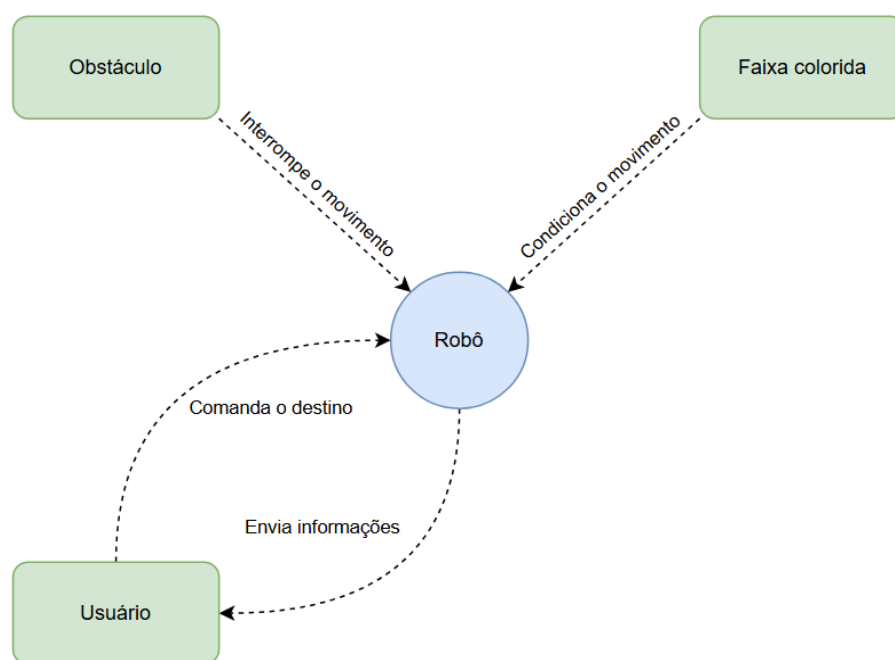 Obstáculo
Faixa colorida
Interrompe o movimento
Condiciona o movimento
Robô
Comanda o destino
Envia informações
Usuário